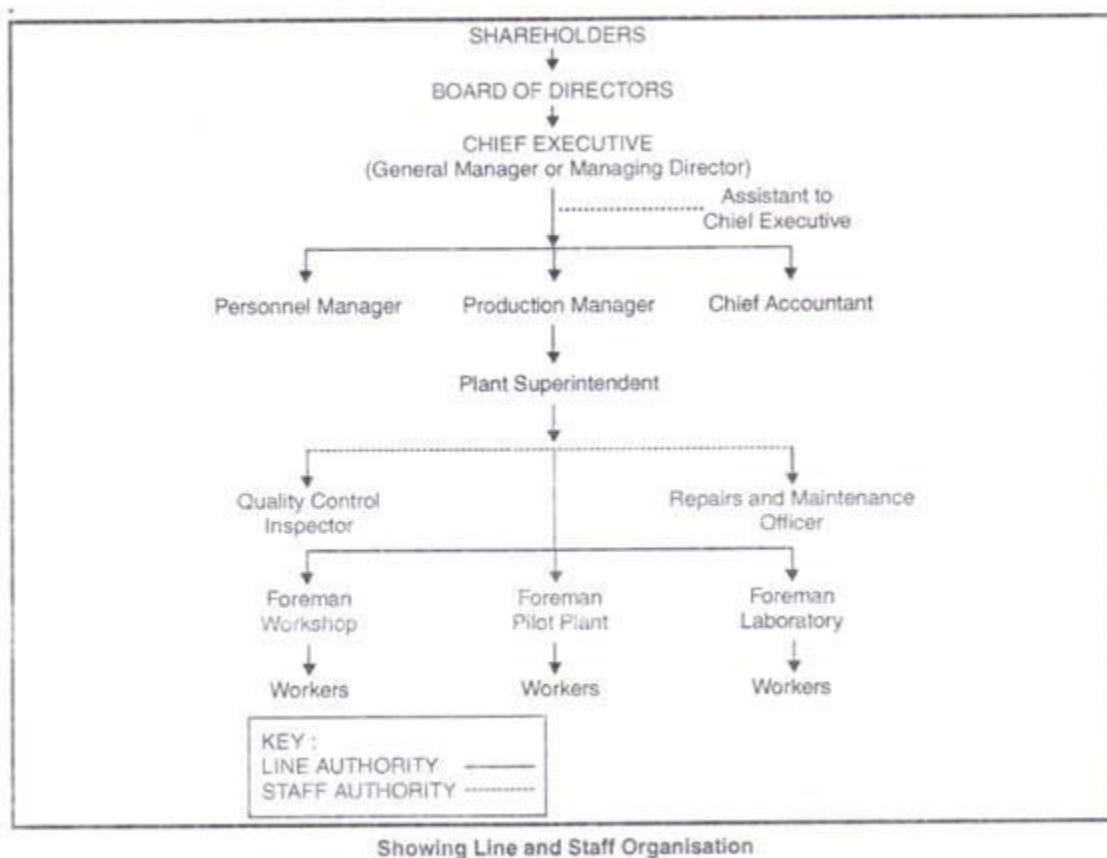 SHAREHOLDERS
BOARD OF DIRECTORS
CHIEF EXECUTIVE
(General Manager or Managing Director)
Assistant to
Chief Executive
Personnel Manager
Production Manager
Chief Accountant
Plant Superintendent
Quality Control
Inspector
Repairs and Maintenance
Officer
Foreman
Workshop
Foreman
Pilot Plant
Foreman
Laboratory
Workers
Workers
Workers
KEY :
LINE AUTHORITY
STAFF AUTHORITY
Showing Line and Staff Organisation